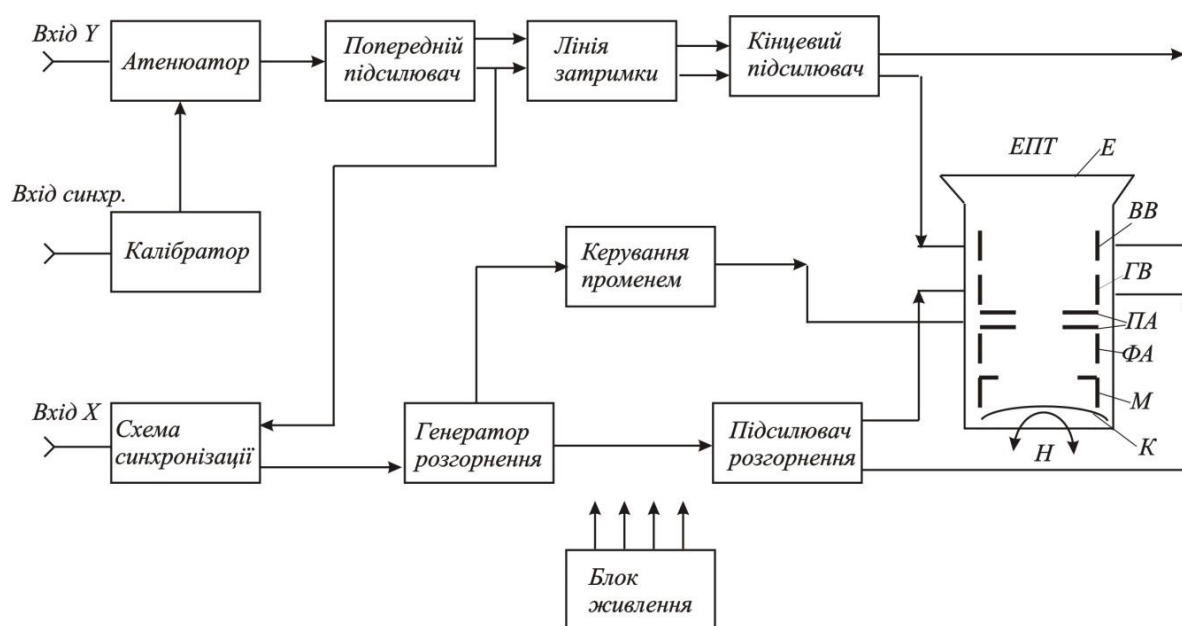 Вхід Y
Атенюатор
Попередній
підсилювач
Лінія
затримки
Кінцевий
підсилювач
ЕПТ
Е
Вхід синхр.
Калібратор
Керування
променем
ВВ
ГВ
ПА
ФА
М
К
Н
Вхід X
Схема
синхронізації
Генератор
розгорнення
Підсилювач
розгорнення
Блок
живлення